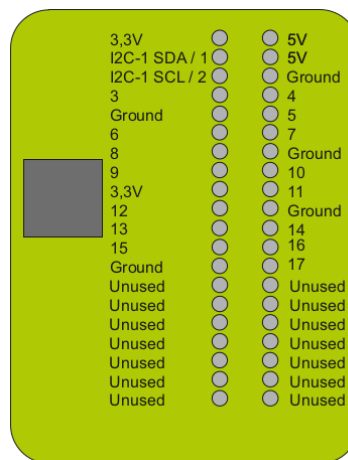 3,3V 5V
I2C-1 SDA / 1 5V
I2C-1 SCL / 2 Ground
3 4
Ground 5
6 7
8 Ground
9 10
3,3V 11
12 Ground
13 14
15 16
Ground 17
Unused Unused
Unused Unused
Unused Unused
Unused Unused
Unused Unused
Unused Unused
Unused Unused